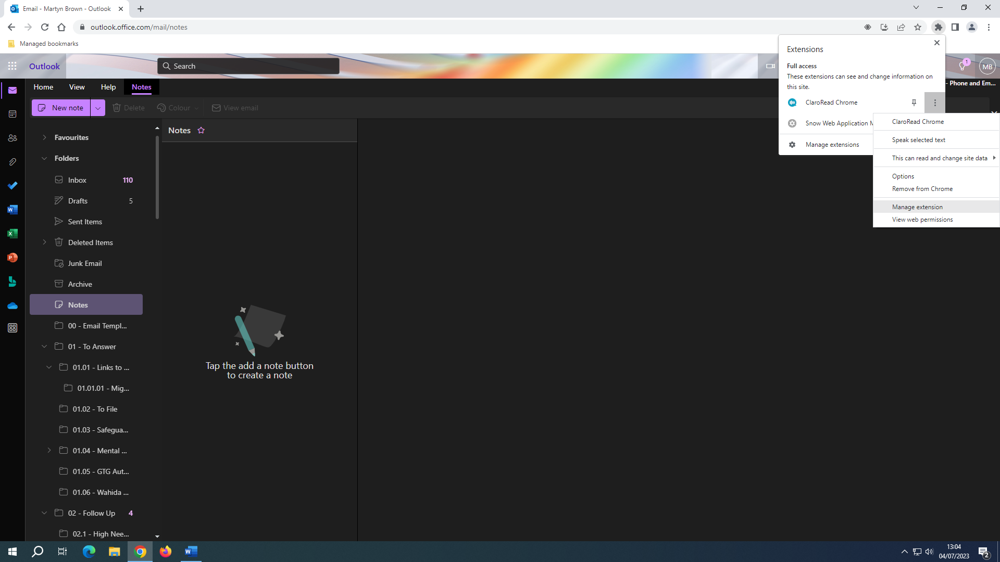 Email - Martyn Brown - Outlook
outlook.office.com/mail/notes
Managed bookmarks
Outlook
Search
1
MB
Home View Help Notes
- Phone and Em...
New note Delete Colour View email
Extensions
Full access
These extensions can see and change information on
this site.
ClaroRead Chrome
Snow Web Application M
Manage extensions
ClaroRead Chrome
Speak selected text
This can read and change site data
Options
Remove from Chrome
Manage extension
View web permissions
Favourites
Folders
Inbox 110
Drafts 5
Sent Items
Deleted Items
Junk Email
Archive
Notes
00 - Email Templ...
01 - To Answer
01.01 - Links to ...
01.01.01 - Mig...
01.02 - To File
01.03 - Safegua...
01.04 - Mental ...
01.05 - GTG Aut...
01.06 - Wahida ...
02 - Follow Up 4
02.1 - High Nee...
Notes
Tap the add a note button
to create a note
13:04
04/07/2023
2